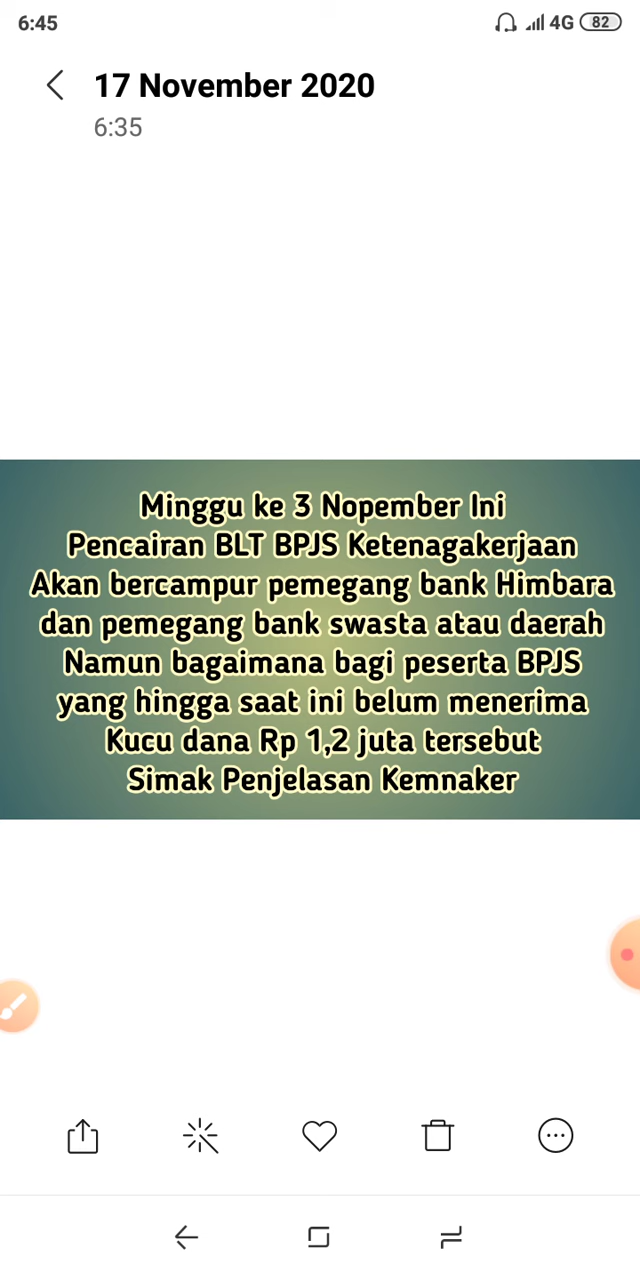 6:45
4G
82
17 November 2020
6:35
Minggu ke 3 Nopember Ini
Pencairan BLT BPJS Ketenagakerjaan
Akan bercampur pemegang bank Himbara
dan pemegang bank swasta atau daerah
Namun bagaimana bagi peserta BPJS
yang hingga saat ini belum menerima
Kucu dana Rp 1,2 juta tersebut
Simak Penjelasan Kemnaker